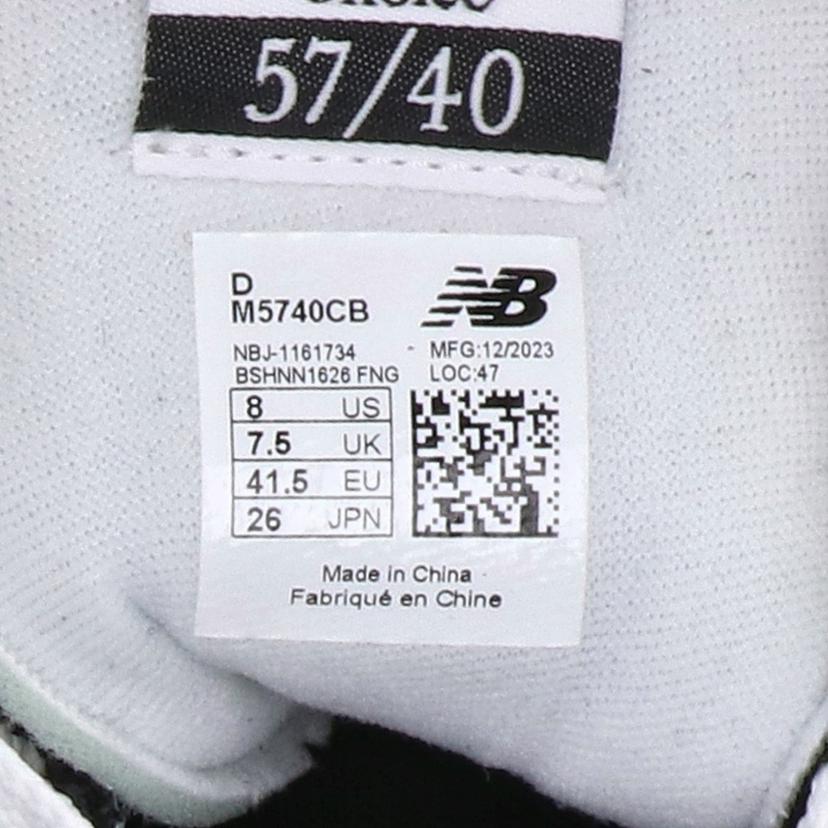 57/40
D
M5740CB
NB
NBJ-1161734 - MFG:12/2023
BSHNN1626 FNG LOC:47
8 US
7.5 UK
41.5 EU
26 JPN
Made in China
Fabriqué en Chine